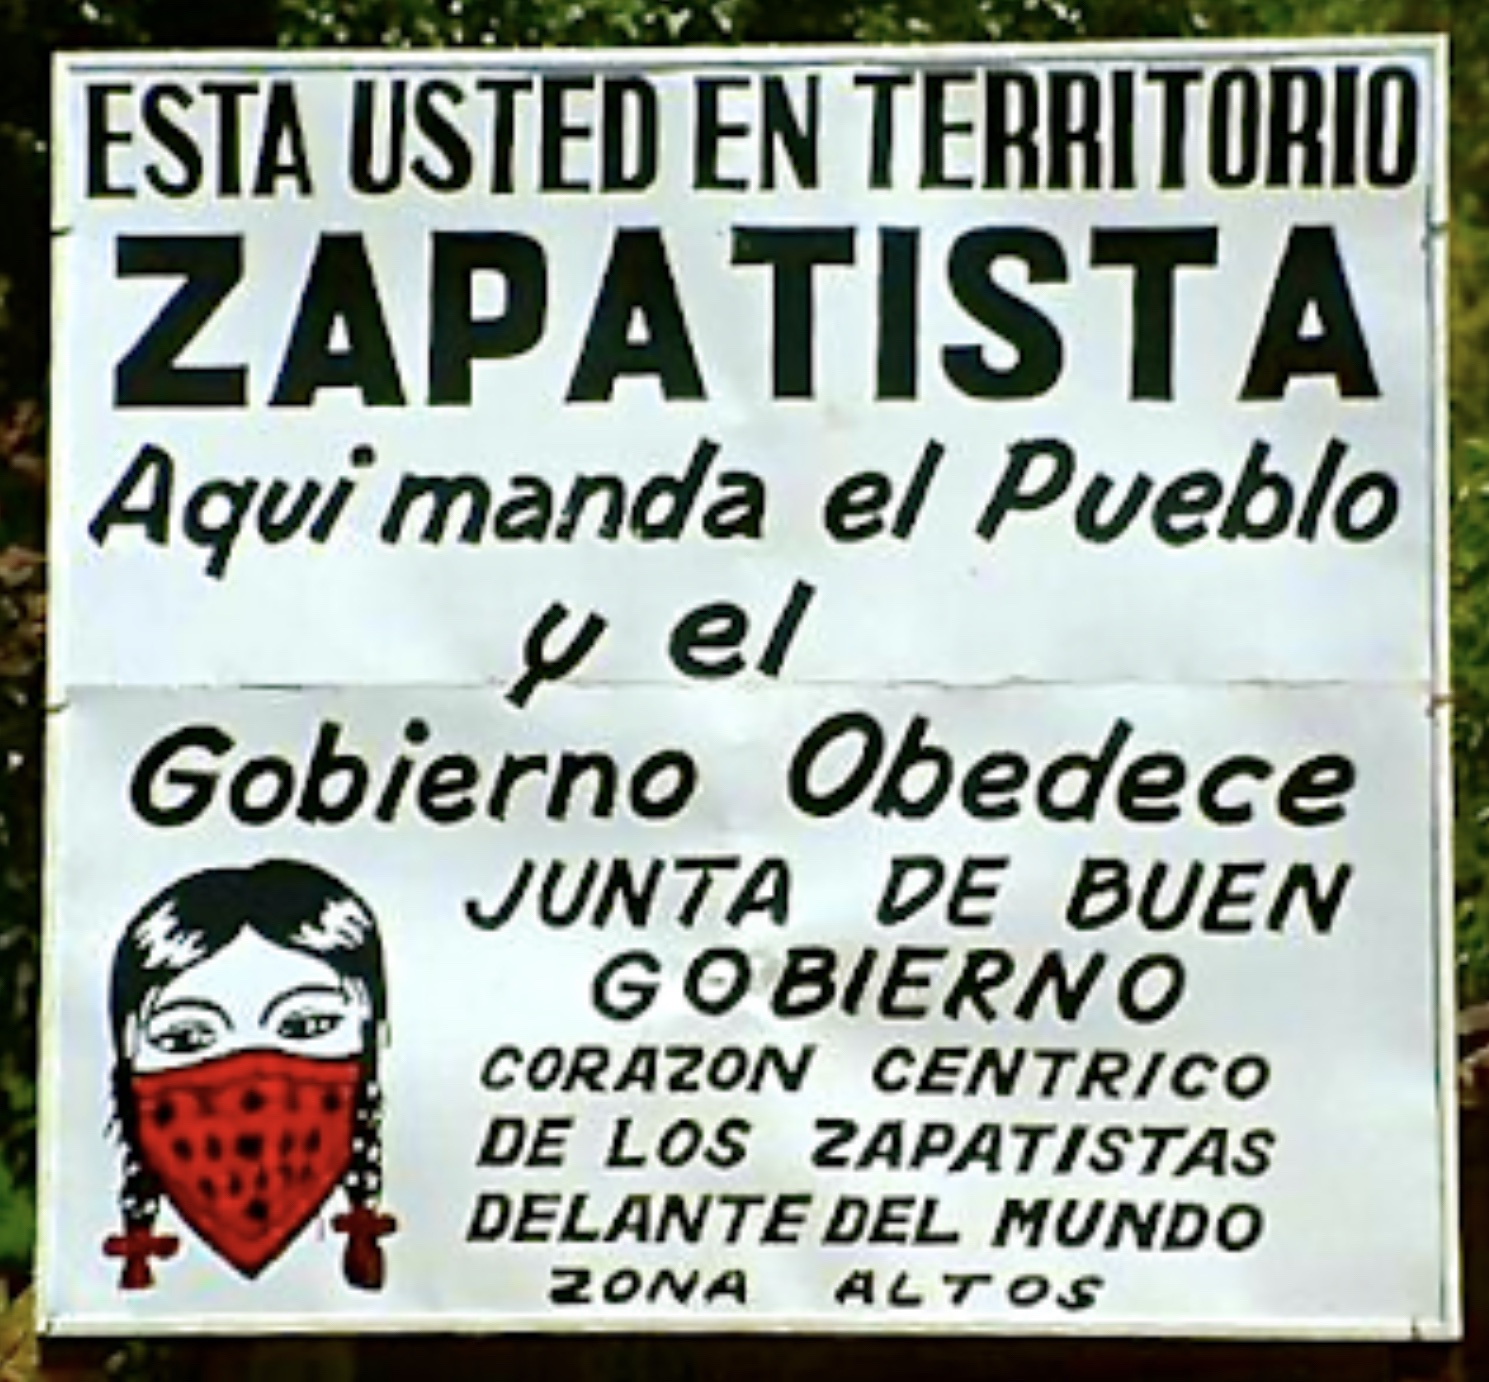 ESTA USTED EN TERRITORIO
ZAPATISTA
Aqui manda el Pueblo
y el
Gobierno Obedece
JUNTA DE BUEN
GOBIERNO
CORAZON CENTRICO
DE LOS ZAPATISTAS
DELANTE DEL MUNDO
ZONA ALTOS